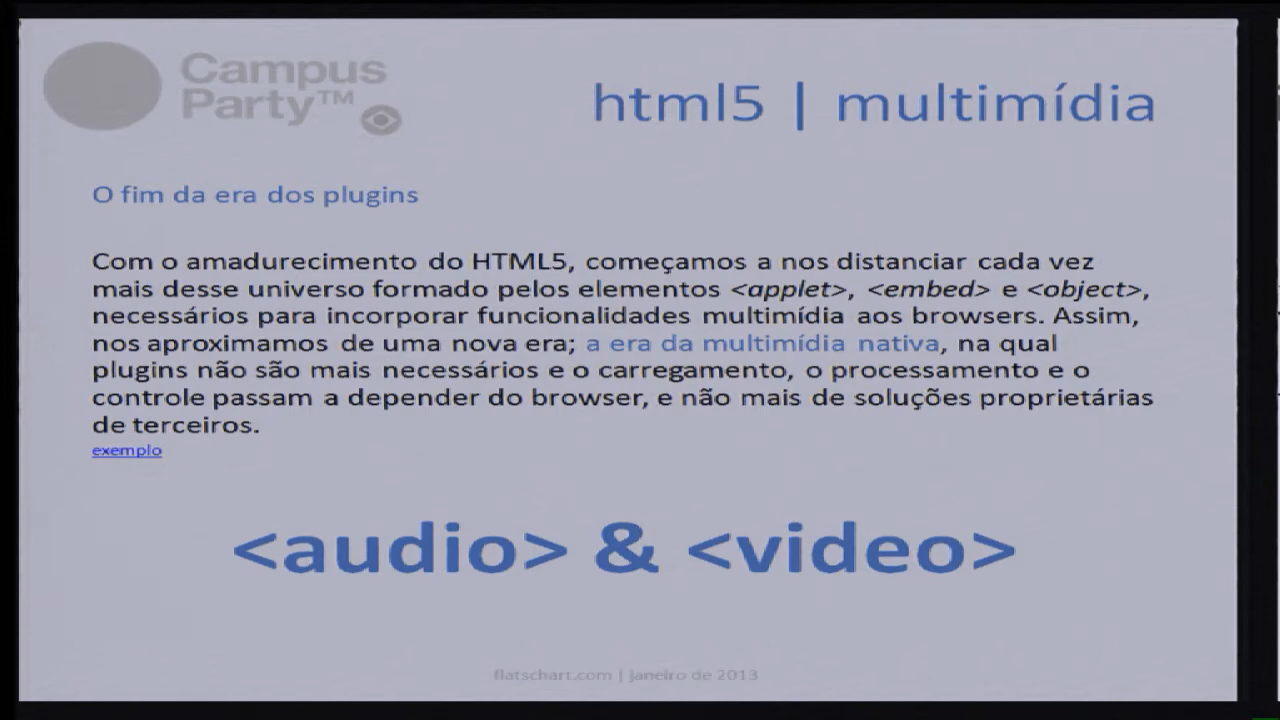 Campus
Party™
html5 | multimídia
O fim da era dos plugins
Com o amadurecimento do HTML5, começamos a nos distanciar cada vez
mais desse universo formado pelos elementos <applet>, <embed> e <object>,
necessários para incorporar funcionalidades multimídia aos browsers. Assim,
nos aproximamos de uma nova era; a era da multimídia nativa, na qual
plugins não são mais necessários e o carregamento, o processamento e o
controle passam a depender do browser, e não mais de soluções proprietárias
de terceiros.
exemplo
<audio> & <video>
flatschart.com | janeiro de 2013